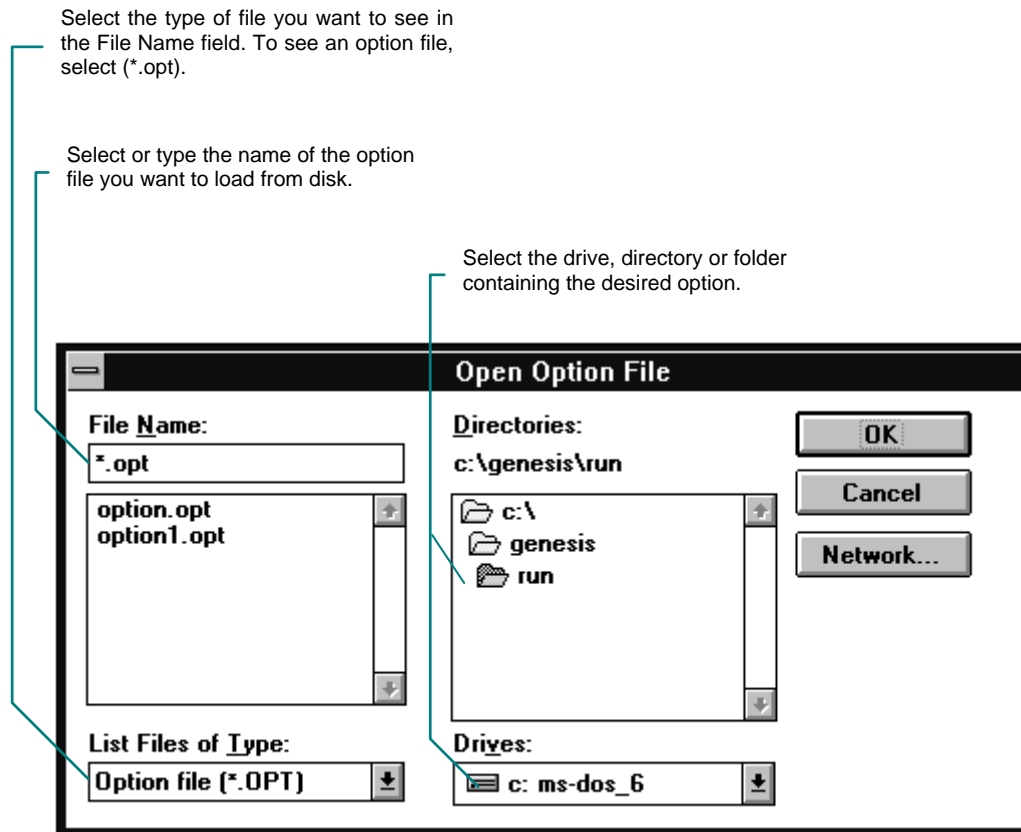 Select the type of file you want to see in
the File Name field. To see an option file,
select (*.opt).
Select or type the name of the option
file you want to load from disk.
Select the drive, directory or folder
containing the desired option.
Open Option File
File Name:
*.opt
option.opt
option1.opt
List Files of Type:
Option file (*.OPT)
Directories:
c:\genesis\run
c:\
genesis
run
Drives:
c: ms-dos_6
OK
Cancel
Network...